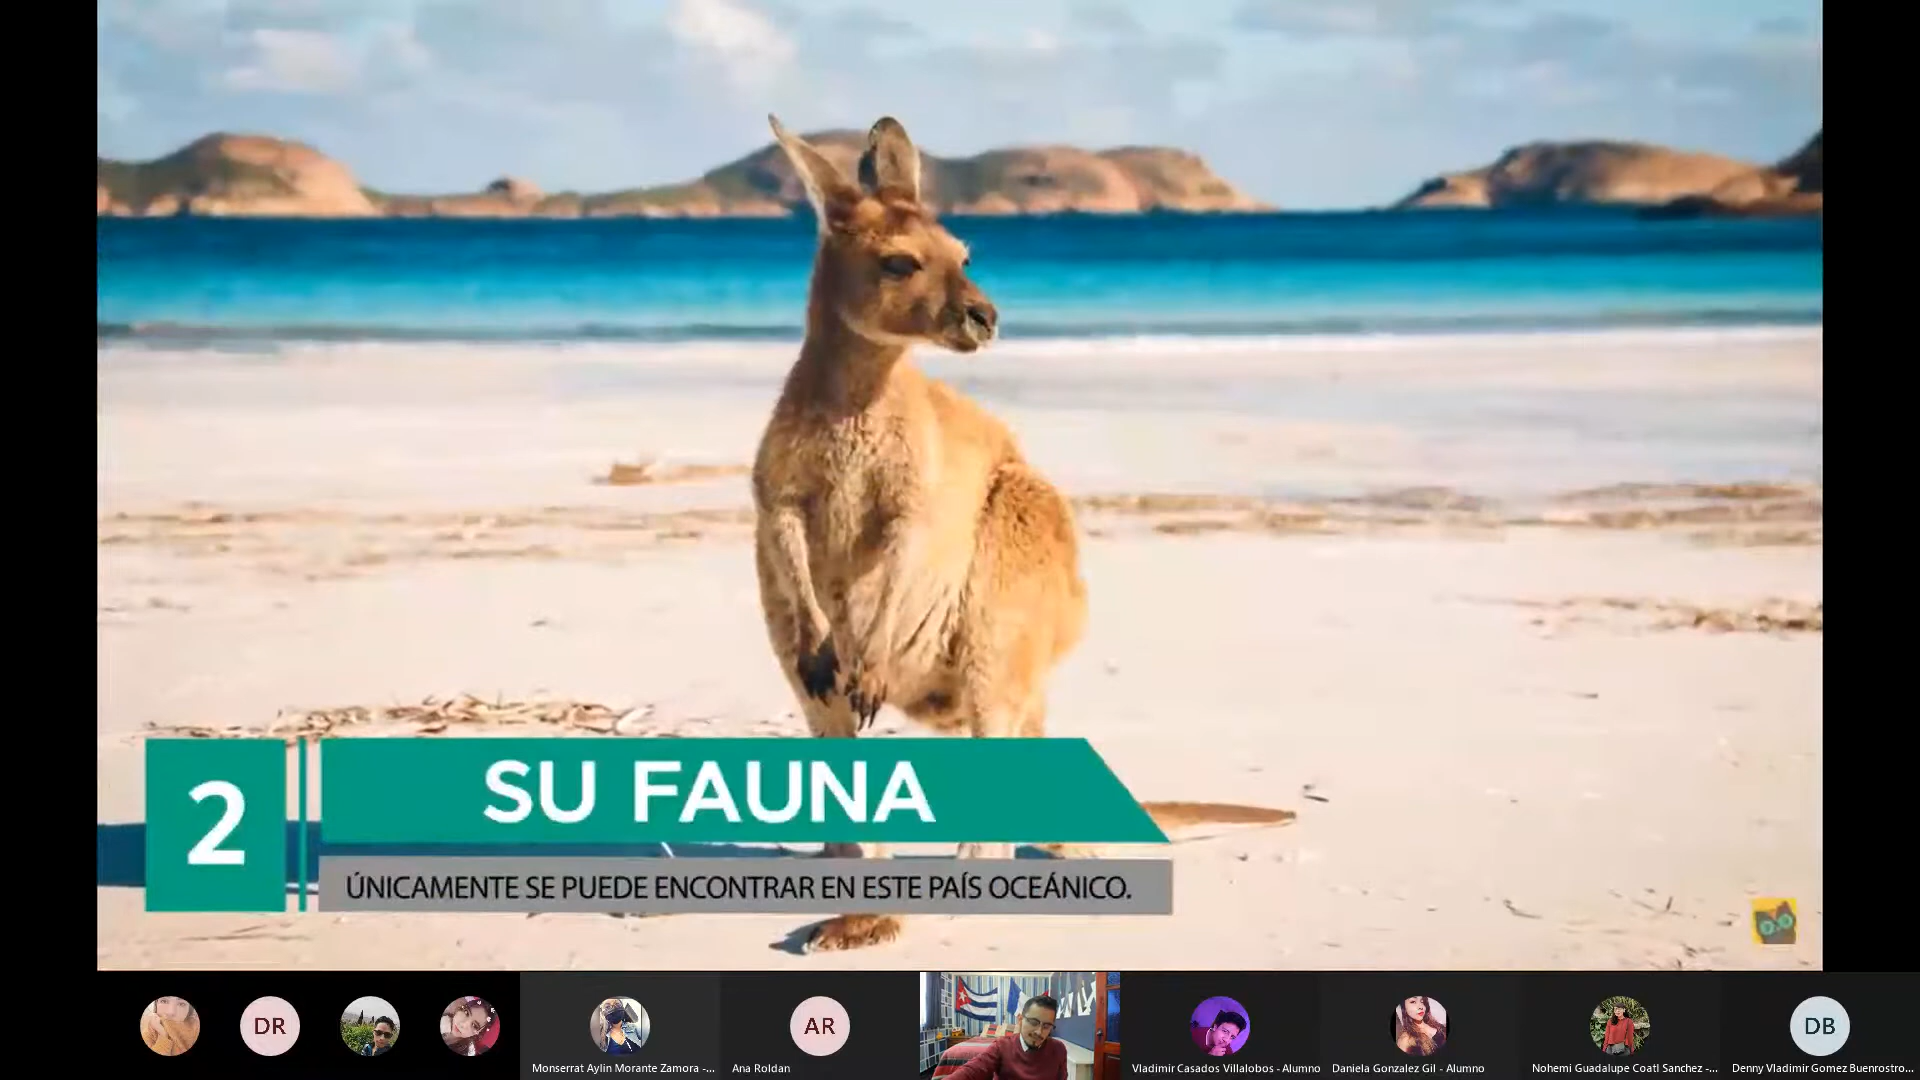 2
SU FAUNA
ÚNICAMENTE SE PUEDE ENCONTRAR EN ESTE PAÍS OCEÁNICO.
DR
AR
DB
Monserrat Aylin Morante Zamora -...
Ana Roldan
Vladimir Casados Villalobos - Alumno
Daniela Gonzalez Gil - Alumno
Nohemi Guadalupe Coatl Sanchez -...
Denny Vladimir Gomez Buenrostro...